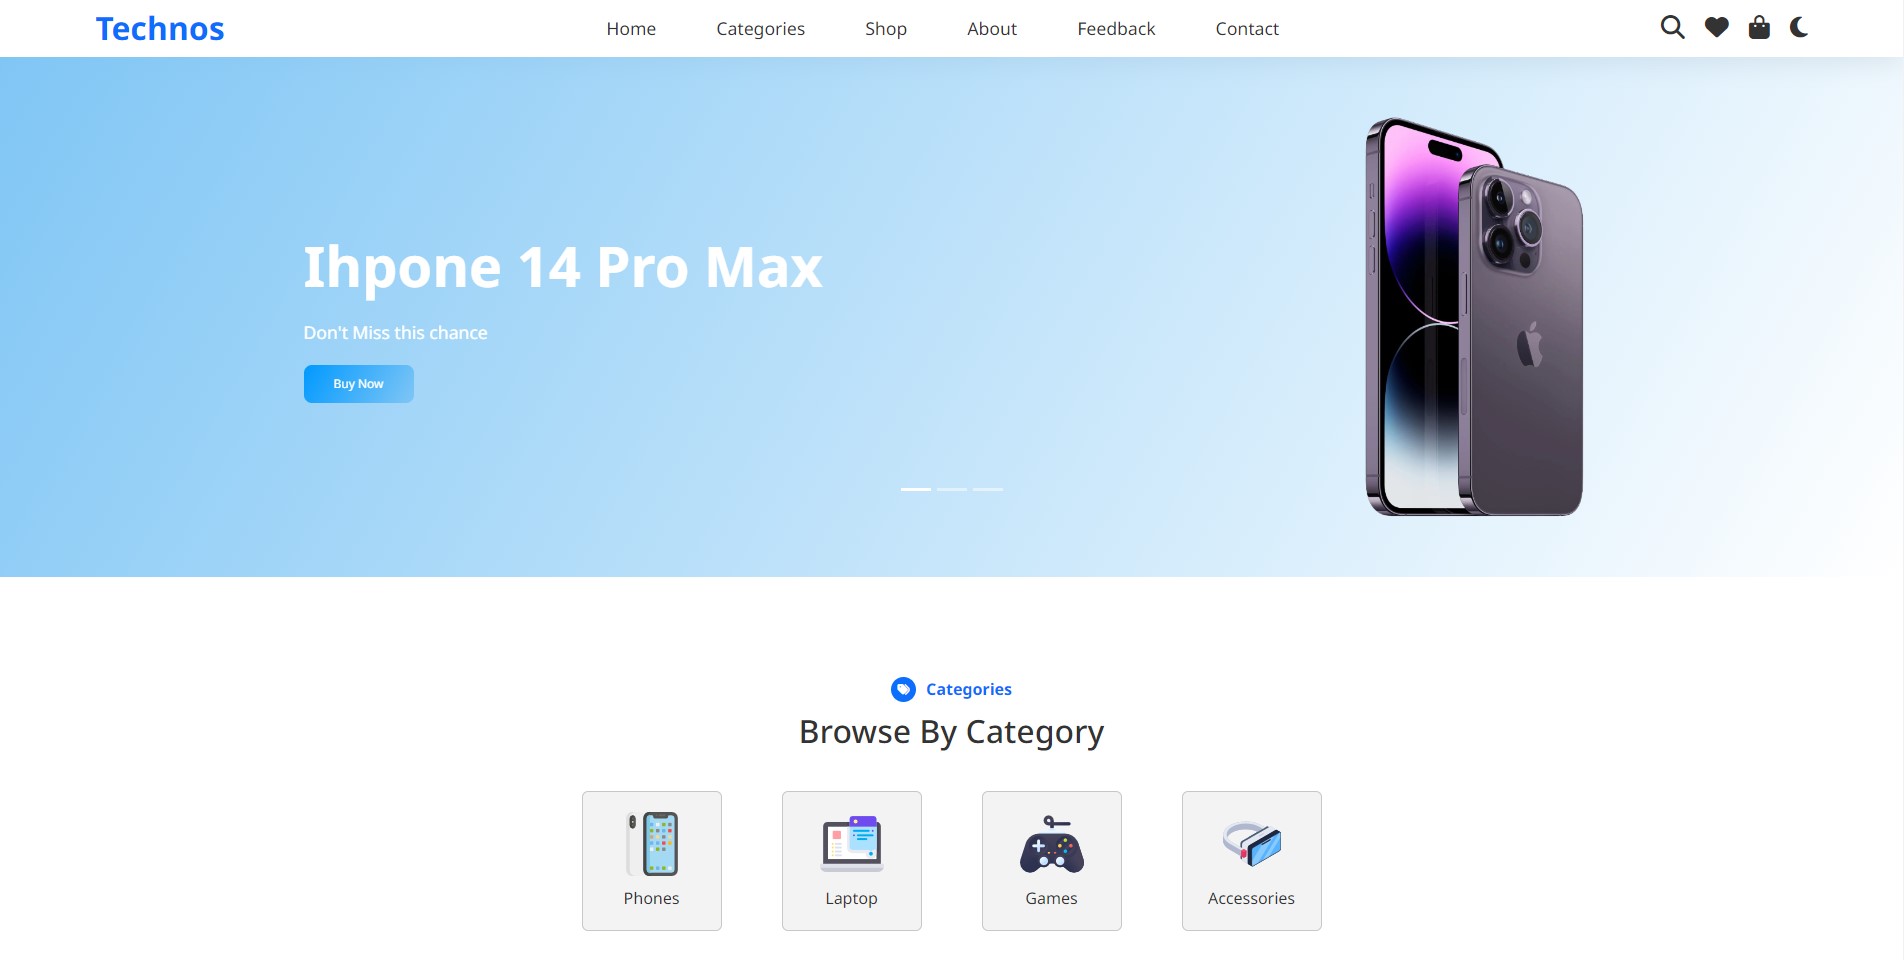 Technos
Home Categories Shop About Feedback Contact
Ihpone 14 Pro Max
Don't Miss this chance
Buy Now
Categories
Browse By Category
Phones
Laptop
Games
Accessories